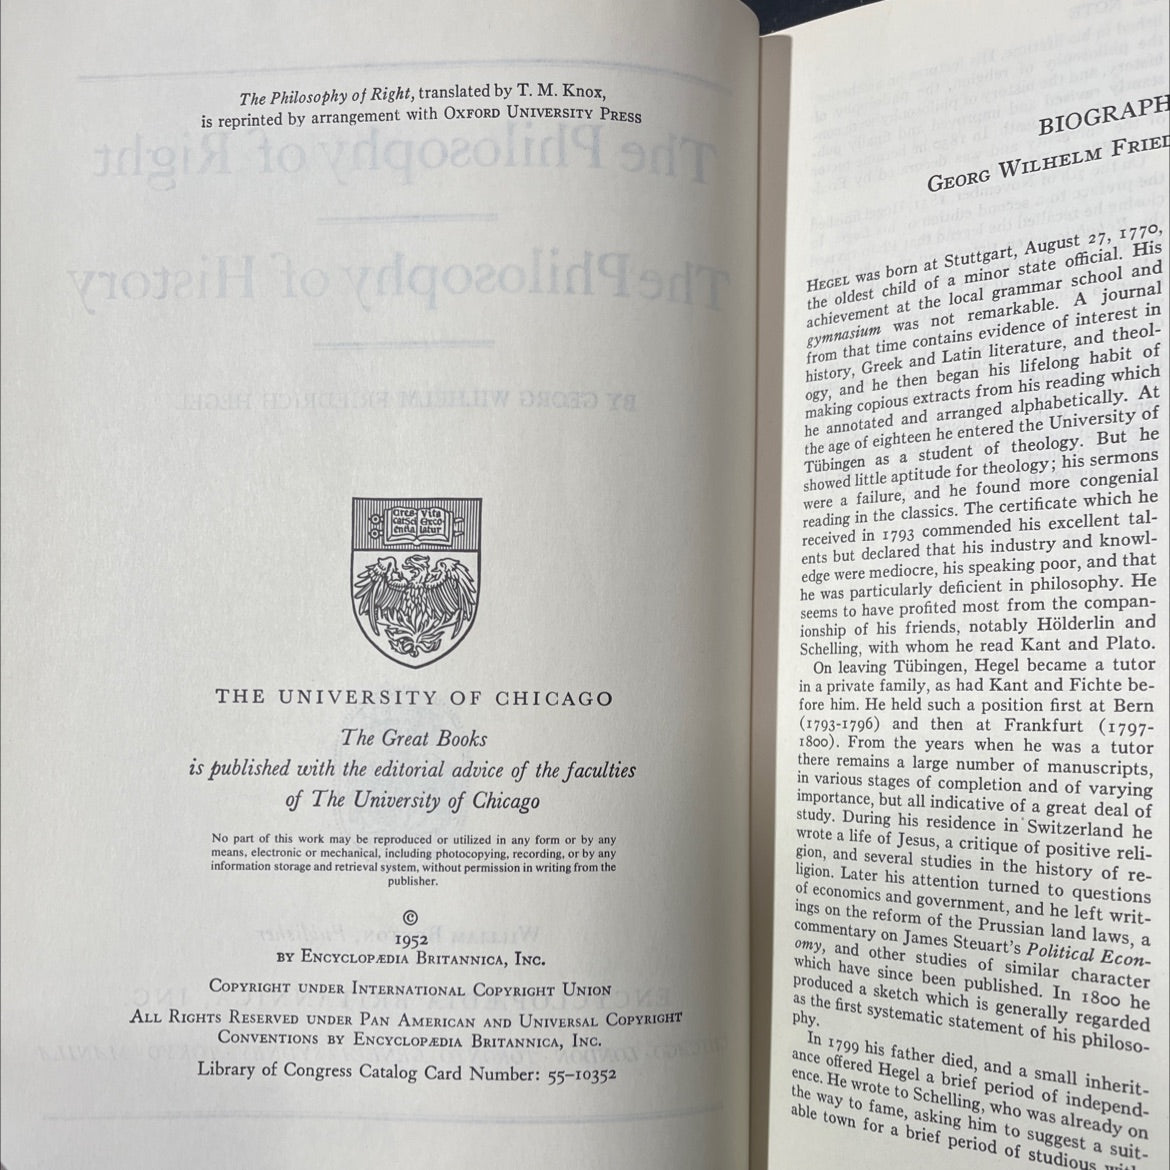 The Philosophy of Right, translated by T. M. Knox,
is reprinted by arrangement with OXFORD UNIVERSITY PRESS
The Philosophy of Right
The Philosophy of History
BY GEORG WILHELM FRIEDRICH HEGEL
Cres Vita
cat Sci Exco
entia latur
THE UNIVERSITY OF CHICAGO
The Great Books
is published with the editorial advice of the faculties
of The University of Chicago
No part of this work may be reproduced or utilized in any form or by any
means, electronic or mechanical, including photocopying, recording, or by any
information storage and retrieval system, without permission in writing from the
publisher.
©
1952
BY ENCYCLOPÆDIA BRITANNICA, INC.
COPYRIGHT UNDER INTERNATIONAL COPYRIGHT UNION
ALL RIGHTS RESERVED UNDER PAN AMERICAN AND UNIVERSAL COPYRIGHT
CONVENTIONS BY ENCYCLOPÆDIA BRITANNICA, INC.
Library of Congress Catalog Card Number: 55-10352
BIOGRAPH
GEORG WILHELM FRIED
HEGEL was born at Stuttgart, August 27, 1770,
the oldest child of a minor state official. His
achievement at the local grammar school and
gymnasium was not remarkable. A journal
from that time contains evidence of interest in
history, Greek and Latin literature, and theol-
ogy, and he then began his lifelong habit of
making copious extracts from his reading which
he annotated and arranged alphabetically. At
the age of eighteen he entered the University of
Tübingen as a student of theology. But he
showed little aptitude for theology; his sermons
were a failure, and he found more congenial
reading in the classics. The certificate which he
received in 1793 commended his excellent tal-
ents but declared that his industry and knowl-
edge were mediocre, his speaking poor, and that
he was particularly deficient in philosophy. He
seems to have profited most from the compan-
ionship of his friends, notably Hölderlin and
Schelling, with whom he read Kant and Plato.
On leaving Tübingen, Hegel became a tutor
in a private family, as had Kant and Fichte be-
fore him. He held such a position first at Bern
(1793-1796) and then at Frankfurt (1797-
1800). From the years when he was a tutor
there remains a large number of manuscripts,
in various stages of completion and of varying
importance, but all indicative of a great deal of
study. During his residence in Switzerland he
wrote a life of Jesus, a critique of positive reli-
gion, and several studies in the history of re-
ligion. Later his attention turned to questions
of economics and government, and he left writ-
ings on the reform of the Prussian land laws, a
commentary on James Steuart's Political Econ-
omy, and other studies of similar character
which have since been published. In 1800 he
produced a sketch which is generally regarded
as the first systematic statement of his philoso-
phy.
In 1799 his father died, and a small inherit-
ance offered Hegel a brief period of independ-
ence. He wrote to Schelling, who was already on
the way to fame, asking him to suggest a suit-
able town for a brief period of studious